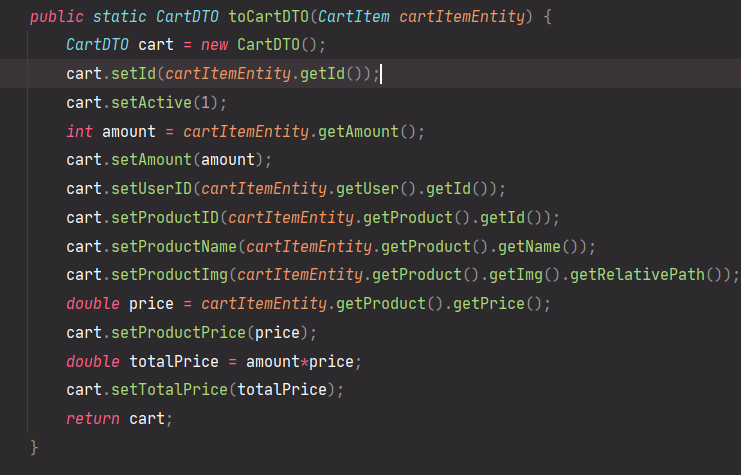 public static CartDTO toCartDTO(CartItem cartItemEntity) {
CartDTO cart = new CartDTO();
cart.setId(cartItemEntity.getId());
cart.setActive(1);
int amount = cartItemEntity.getAmount();
cart.setAmount(amount);
cart.setUserID(cartItemEntity.getUser().getId());
cart.setProductID(cartItemEntity.getProduct().getId());
cart.setProductName(cartItemEntity.getProduct().getName());
cart.setProductImg(cartItemEntity.getProduct().getImg().getRelativePath());
double price = cartItemEntity.getProduct().getPrice();
cart.setProductPrice(price);
double totalPrice = amount*price;
cart.setTotalPrice(totalPrice);
return cart;
}